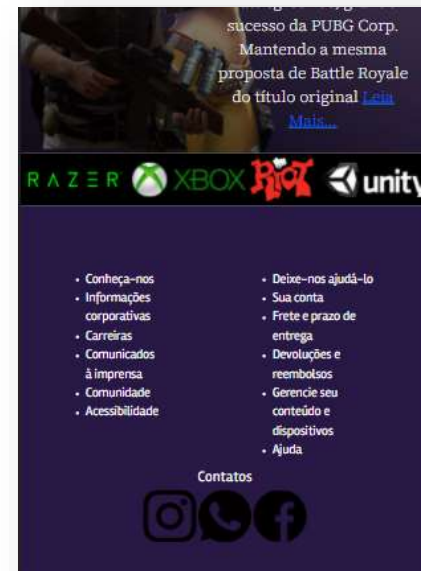 sucesso da PUBG Corp.
Mantendo a mesma
proposta de Battle Royale
do título original Leia
Mais...
RAZER XBOX RIOT unity
Conheça-nos
Informações
corporativas
Carreiras
Comunicados
à imprensa
Comunidade
Acessibilidade
Deixe-nos ajudá-lo
Sua conta
Frete e prazo de
entrega
Devoluções e
reembolsos
Gerencie seu
conteúdo e
dispositivos
Ajuda
Contatos